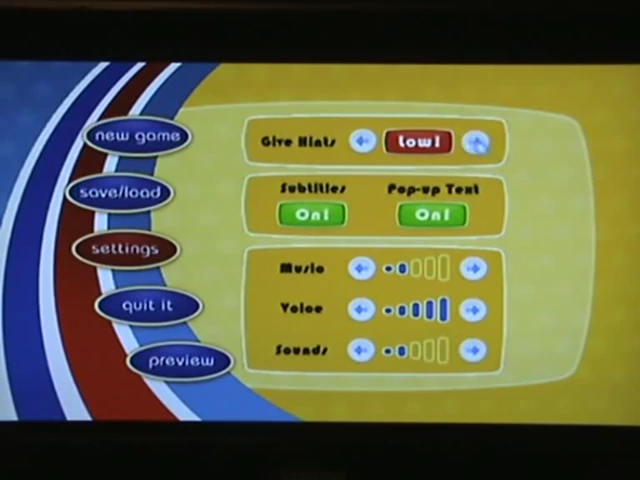 new game
save/load
settings
quit it
preview
Give Hints
low!
Subtitles
Pop-up Text
On!
On!
Music
Voice
Sounds